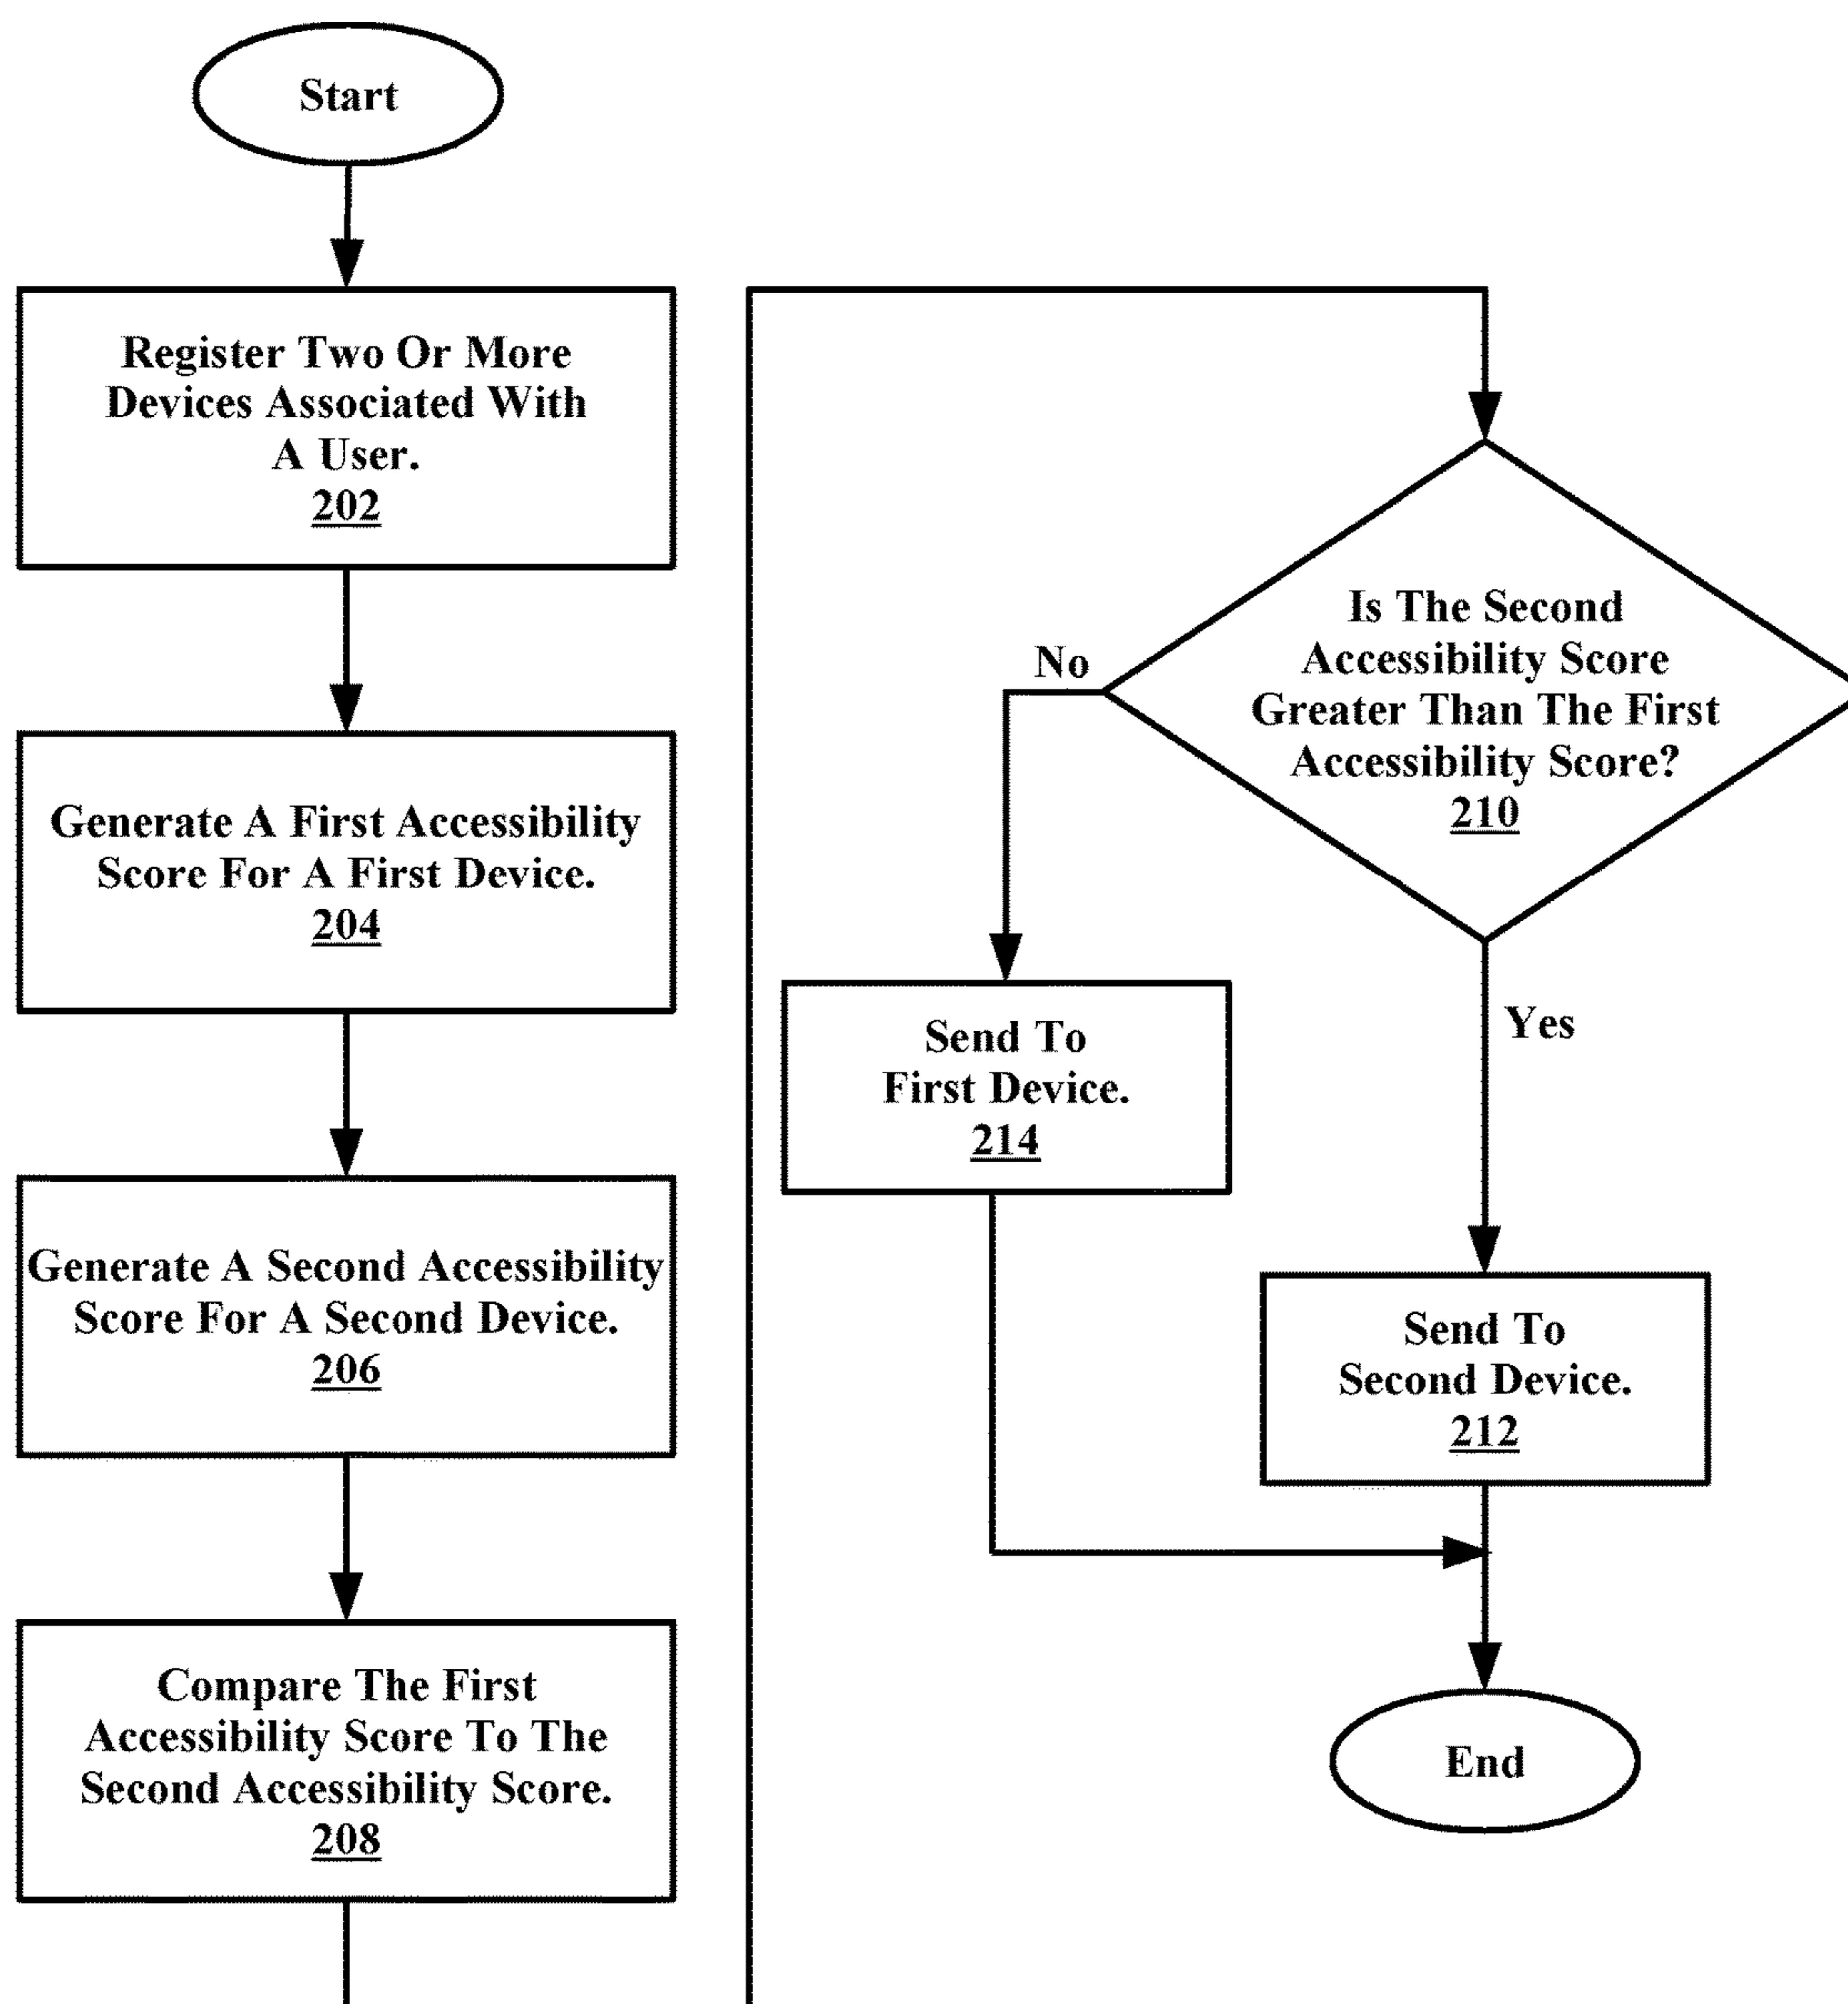 Start
Register Two Or More
Devices Associated With
A User.
202
Generate A First Accessibility
Score For A First Device.
204
Generate A Second Accessibility
Score For A Second Device.
206
Compare The First
Accessibility Score To The
Second Accessibility Score.
208
Is The Second
Accessibility Score
Greater Than The First
Accessibility Score?
210
No
Yes
Send To
First Device.
214
Send To
Second Device.
212
End